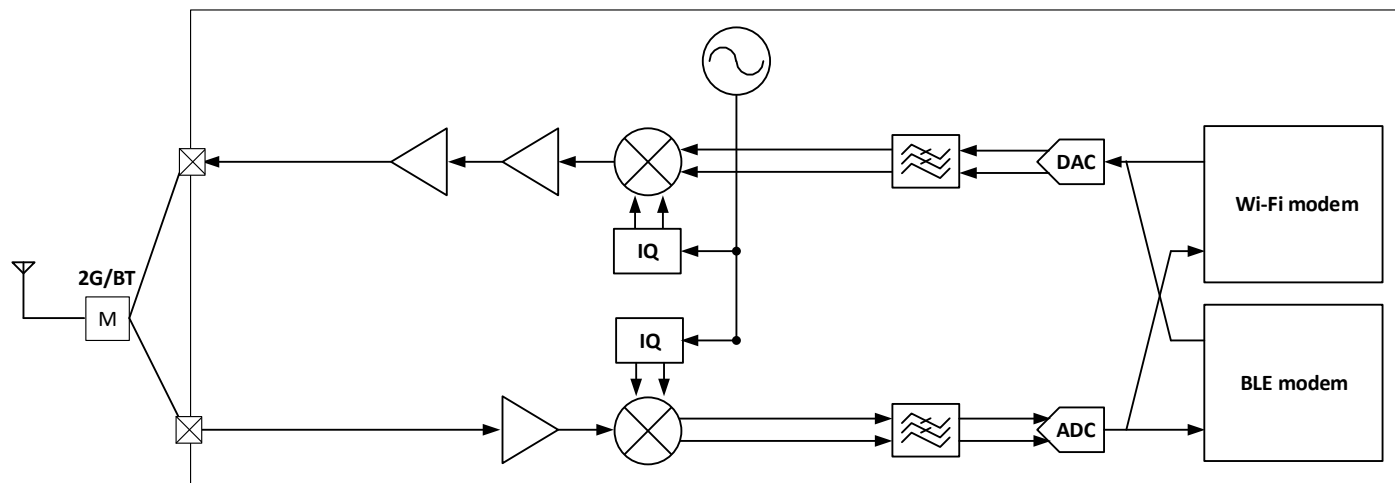 DAC
Wi-Fi modem
IQ
2G/BT
M
IQ
BLE modem
ADC